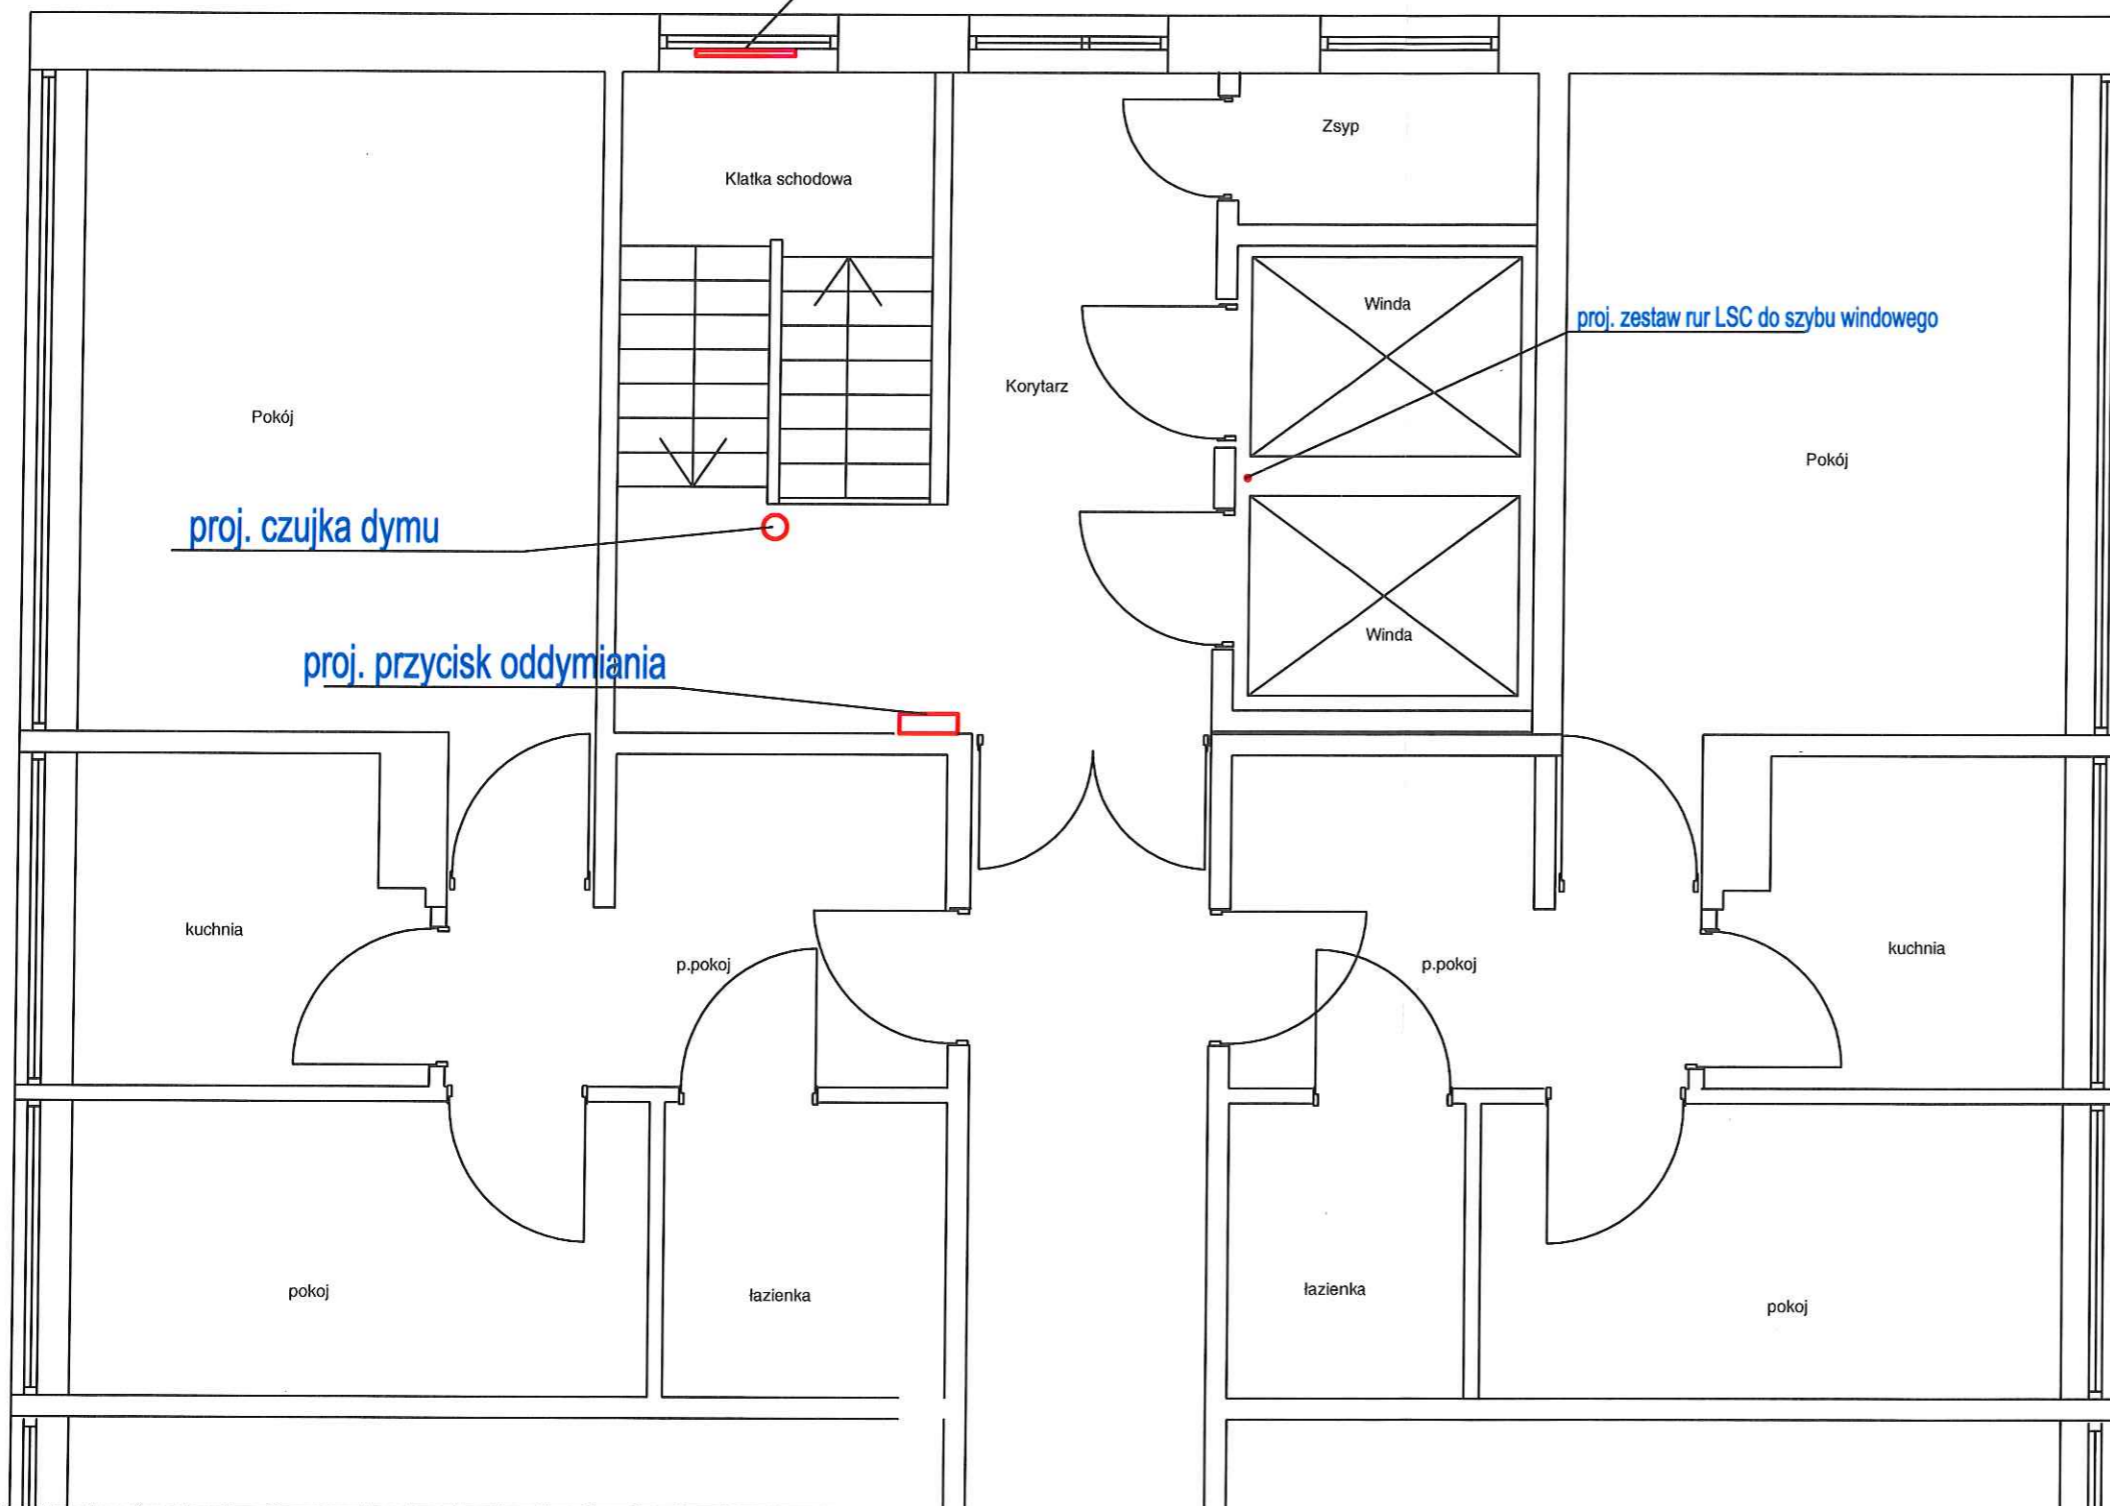 Zsyp
Klatka schodowa
Winda
proj. zestaw rur LSC do szybu windowego
Korytarz
Pokój
Pokój
proj. czujka dymu
Winda
proj. przycisk oddymiania
kuchnia
p.pokoj
p.pokoj
kuchnia
pokoj
łazienka
łazienka
pokoj